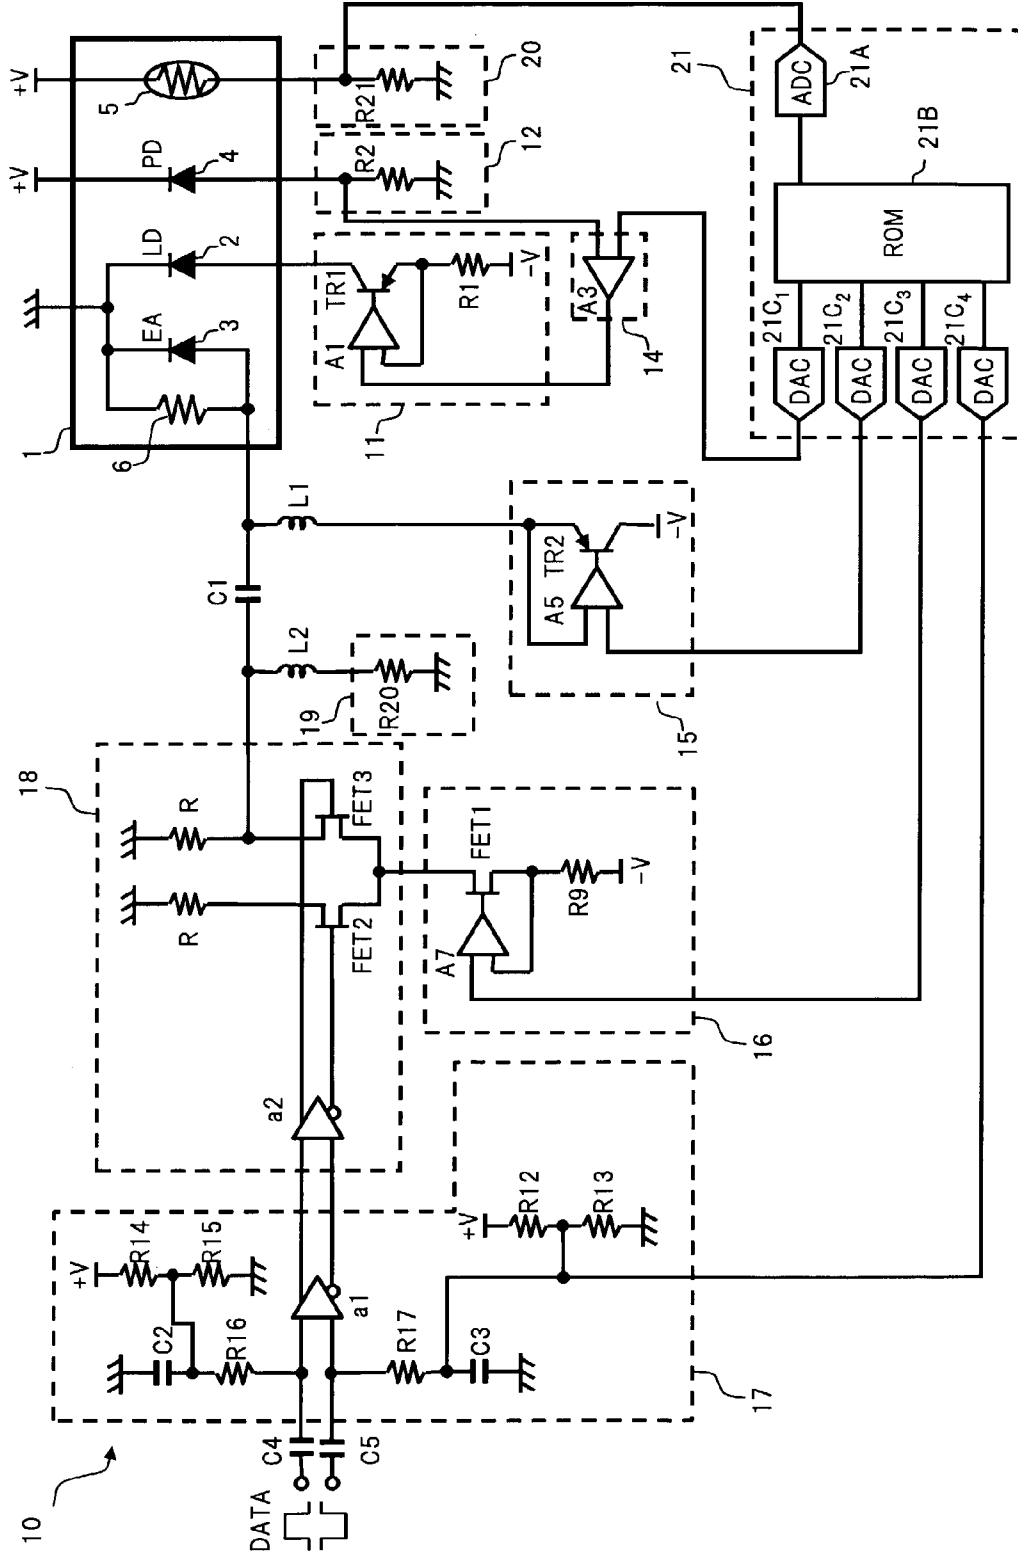 10
DATA
C4
C5
17
+V
R14
R15
C2
R16
a1
R17
C3
+V
R12
R13
18
a2
R
R
FET2
FET3
16
A7
FET1
R9
-V
19
L2
R20
C1
L1
15
A5
TR2
-V
1
6
EA
3
LD
2
PD
4
5
+V
+V
11
A1
TR1
R1
-V
12
R2
20
R21
14
A3
21
ADC
21A
ROM
21B
21C1
21C2
21C3
21C4
DAC
DAC
DAC
DAC